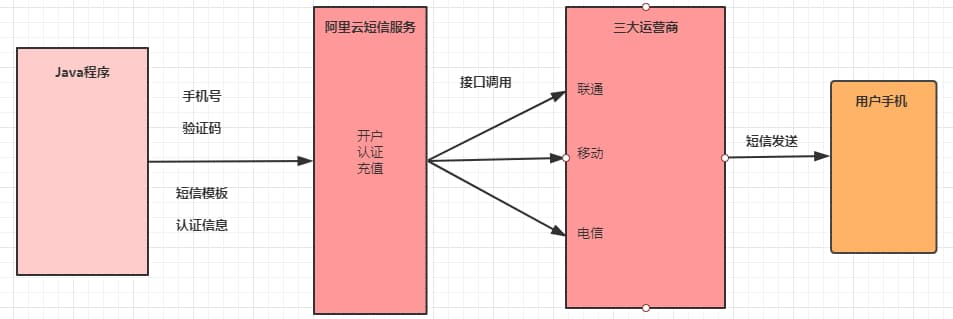 Java程序
手机号
验证码
短信模板
认证信息
阿里云短信服务
开户
认证
充值
接口调用
三大运营商
联通
移动
电信
短信发送
用户手机